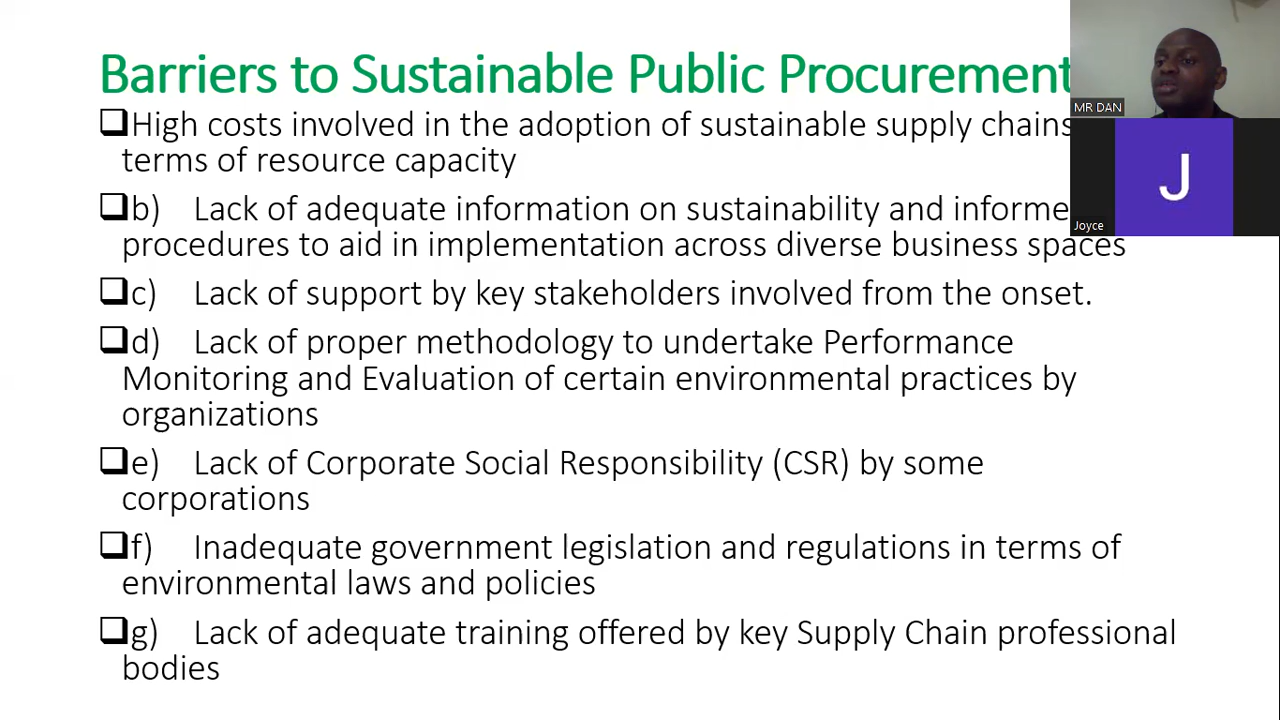 Barriers to Sustainable Public Procurement
High costs involved in the adoption of sustainable supply chains
terms of resource capacity
b) Lack of adequate information on sustainability and
procedures to aid in implementation across diverse business spaces
c) Lack of support by key stakeholders involved from the onset.
d) Lack of proper methodology to undertake Performance
Monitoring and Evaluation of certain environmental practices by
organizations
e) Lack of Corporate Social Responsibility (CSR) by some
corporations
f) Inadequate government legislation and regulations in terms of
environmental laws and policies
g) Lack of adequate training offered by key Supply Chain professional
bodies
MR DAN
J
Joyce